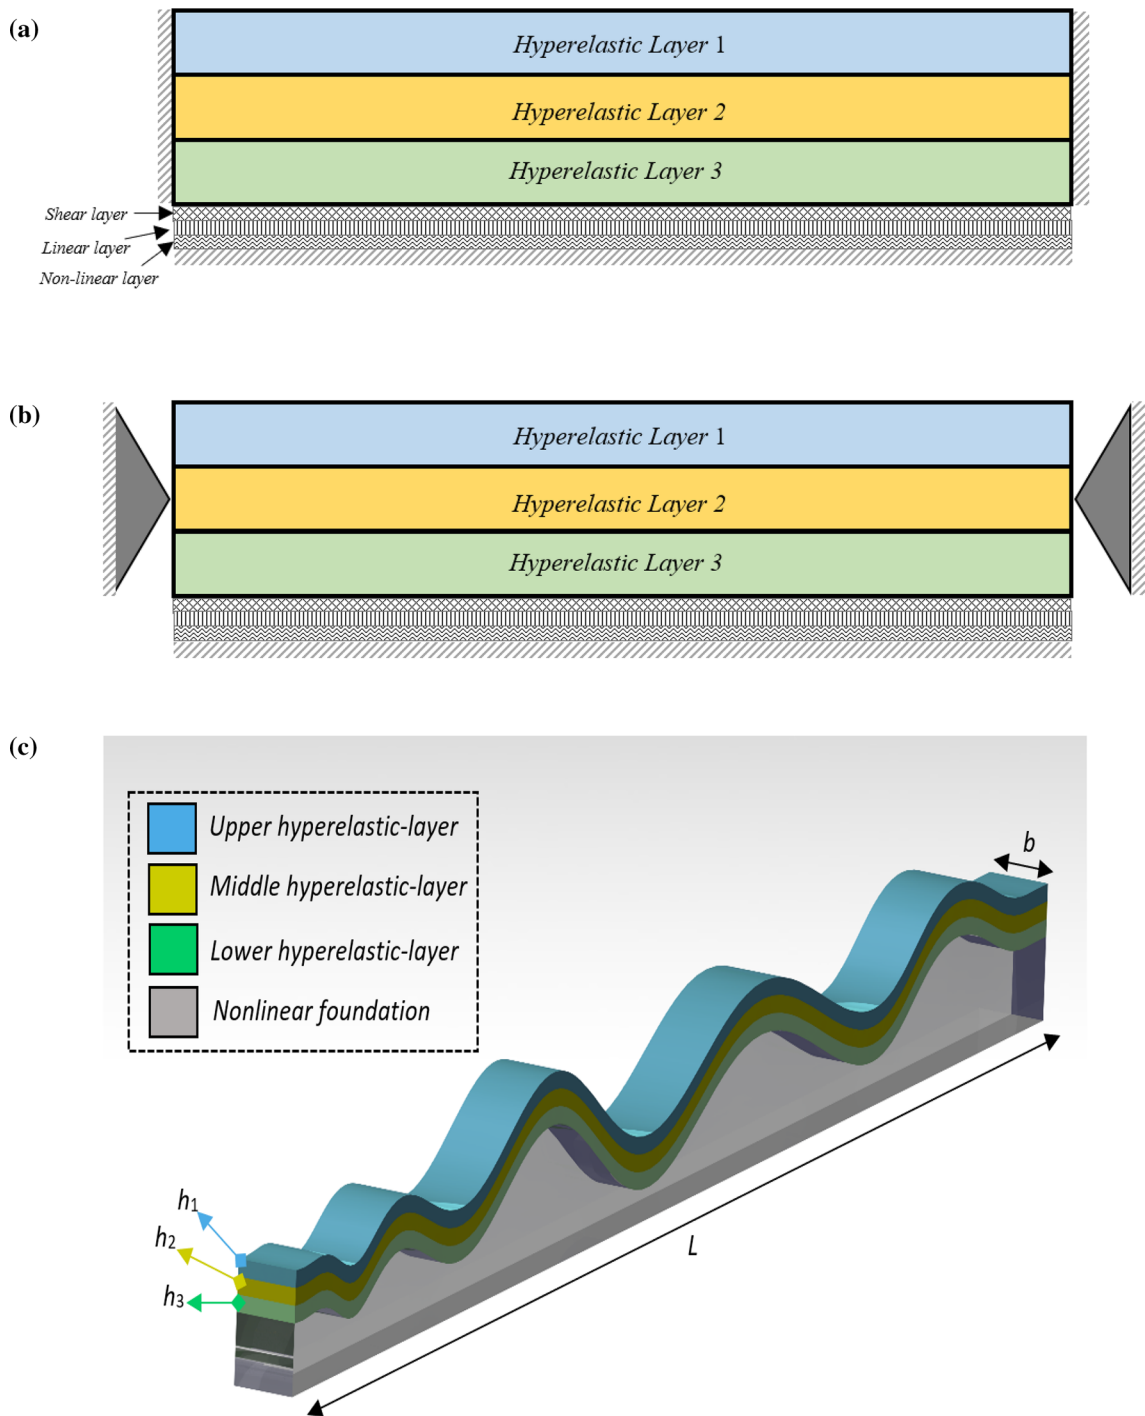 (a)
Hyperelastic Layer 1
Hyperelastic Layer 2
Hyperelastic Layer 3
Shear layer
Linear layer
Non-linear layer
(b)
Hyperelastic Layer 1
Hyperelastic Layer 2
Hyperelastic Layer 3
(c)
Upper hyperelastic-layer
Middle hyperelastic-layer
Lower hyperelastic-layer
Nonlinear foundation
b
h1
h2
h3
L